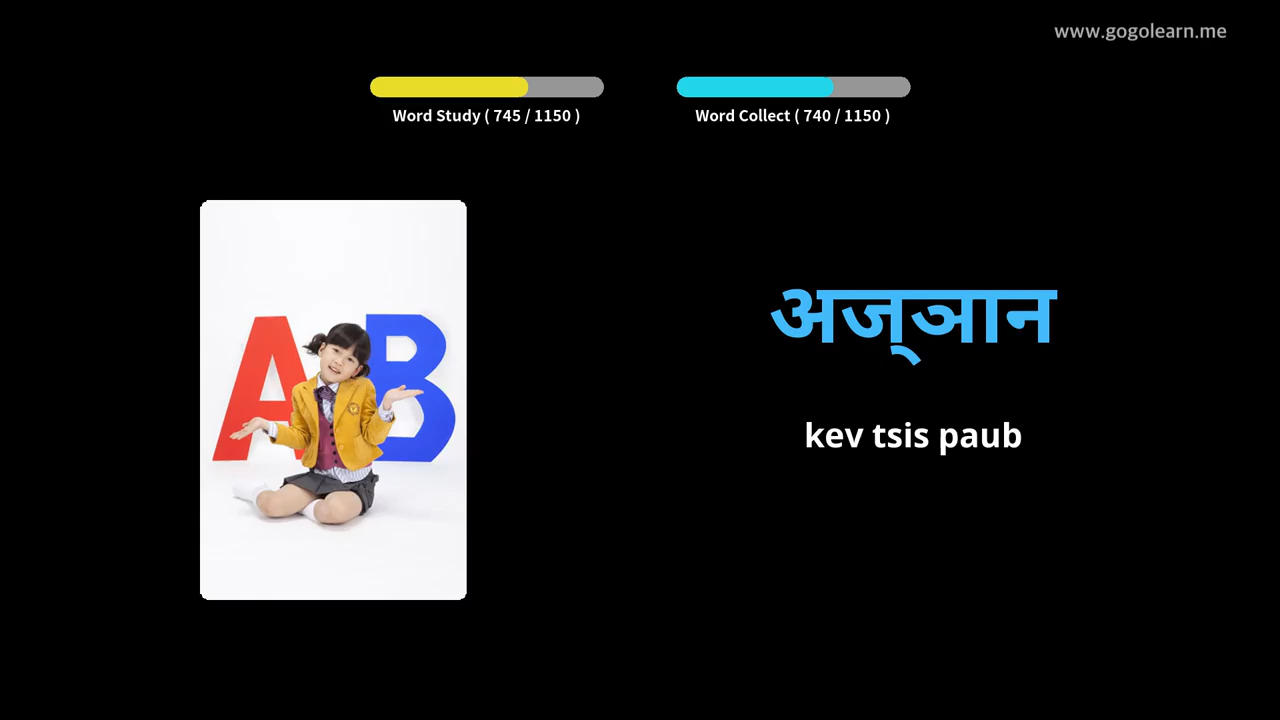 www.gogolearn.me
Word Study ( 745 / 1150 )
Word Collect ( 740 / 1150 )
A B
अज्‌ञान
kev tsis paub